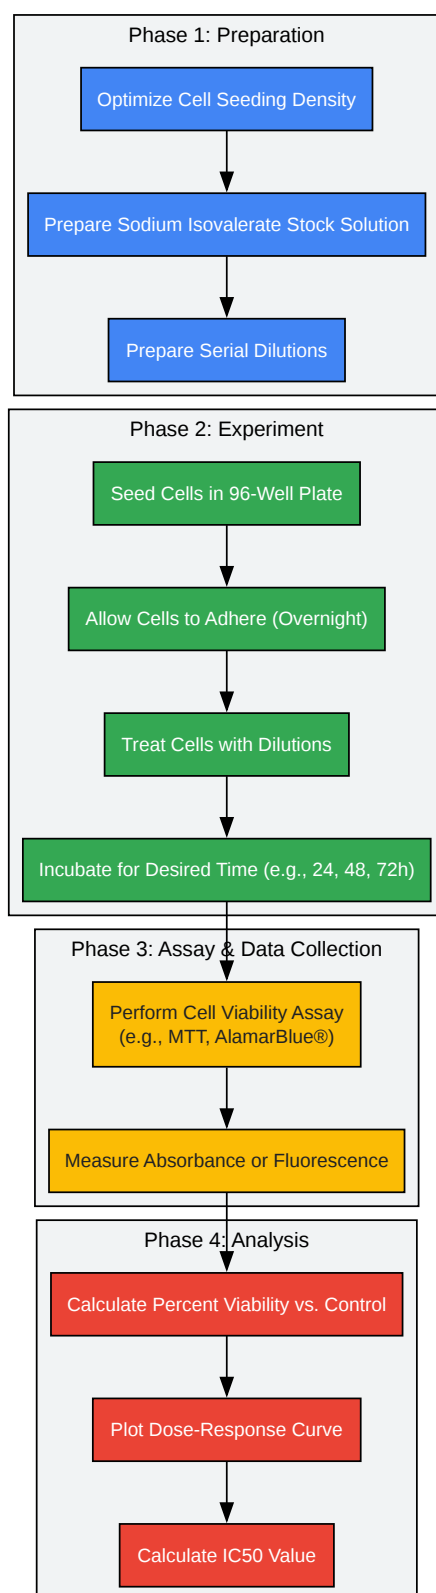 Phase 1: Preparation
Optimize Cell Seeding Density
Prepare Sodium Isovalerate Stock Solution
Prepare Serial Dilutions
Phase 2: Experiment
Seed Cells in 96-Well Plate
Allow Cells to Adhere (Overnight)
Treat Cells with Dilutions
Incubate for Desired Time (e.g., 24, 48, 72h)
Phase 3: Assay & Data Collection
Perform Cell Viability Assay
(e.g., MTT, AlamarBlue®)
Measure Absorbance or Fluorescence
Phase 4: Analysis
Calculate Percent Viability vs. Control
Plot Dose-Response Curve
Calculate IC50 Value